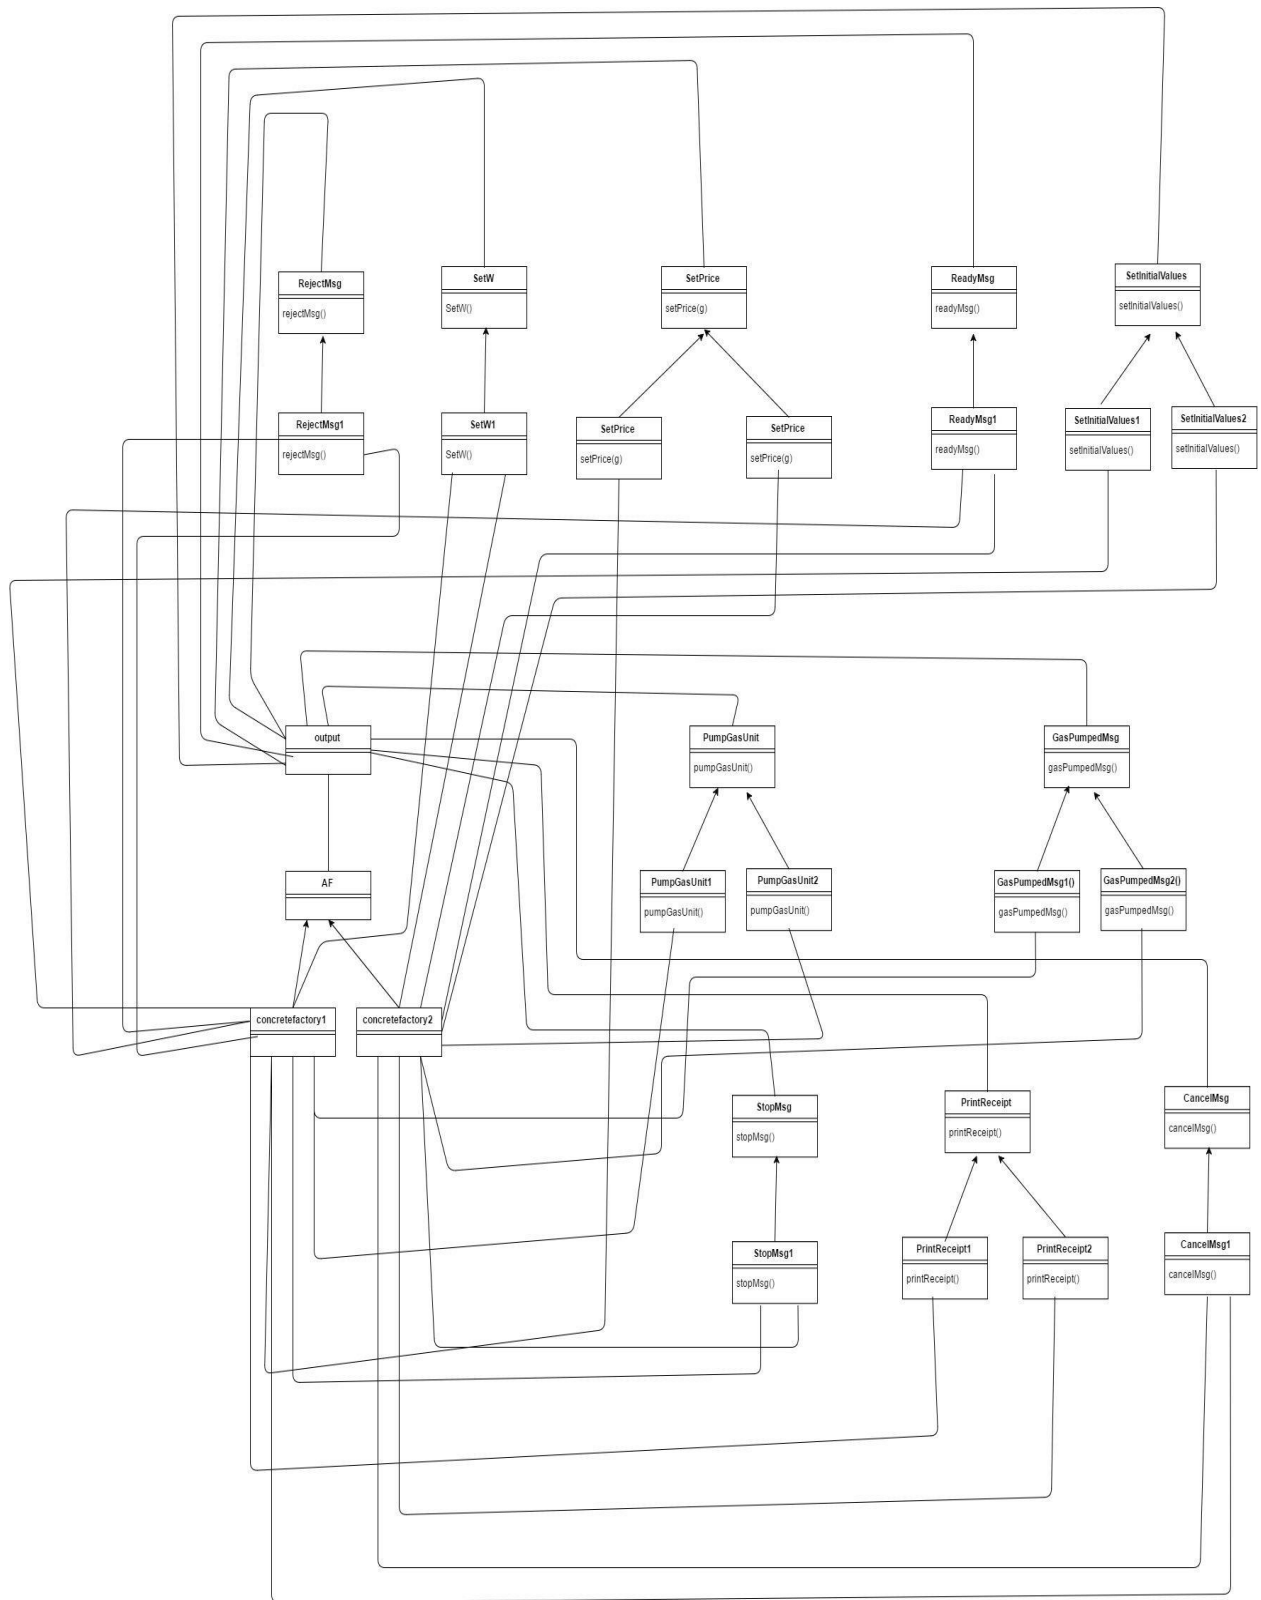 RejectMsg
rejectMsg()
SetW
SetW()
SetPrice
setPrice(g)
ReadyMsg
readyMsg()
SetInitialValues
setInitialValues()
RejectMsg1
rejectMsg()
SetW1
SetW()
SetPrice
setPrice(g)
SetPrice
setPrice(g)
ReadyMsg1
readyMsg()
SetInitialValues1
setInitialValues()
SetInitialValues2
setInitialValues()
output
PumpGasUnit
pumpGasUnit()
GasPumpedMsg
gasPumpedMsg()
AF
PumpGasUnit1
pumpGasUnit()
PumpGasUnit2
pumpGasUnit()
GasPumpedMsg1()
gasPumpedMsg()
GasPumpedMsg2()
gasPumpedMsg()
concretefactory1
concretefactory2
StopMsg
stopMsg()
PrintReceipt
printReceipt()
CancelMsg
cancelMsg()
StopMsg1
stopMsg()
PrintReceipt1
printReceipt()
PrintReceipt2
printReceipt()
CancelMsg1
cancelMsg()